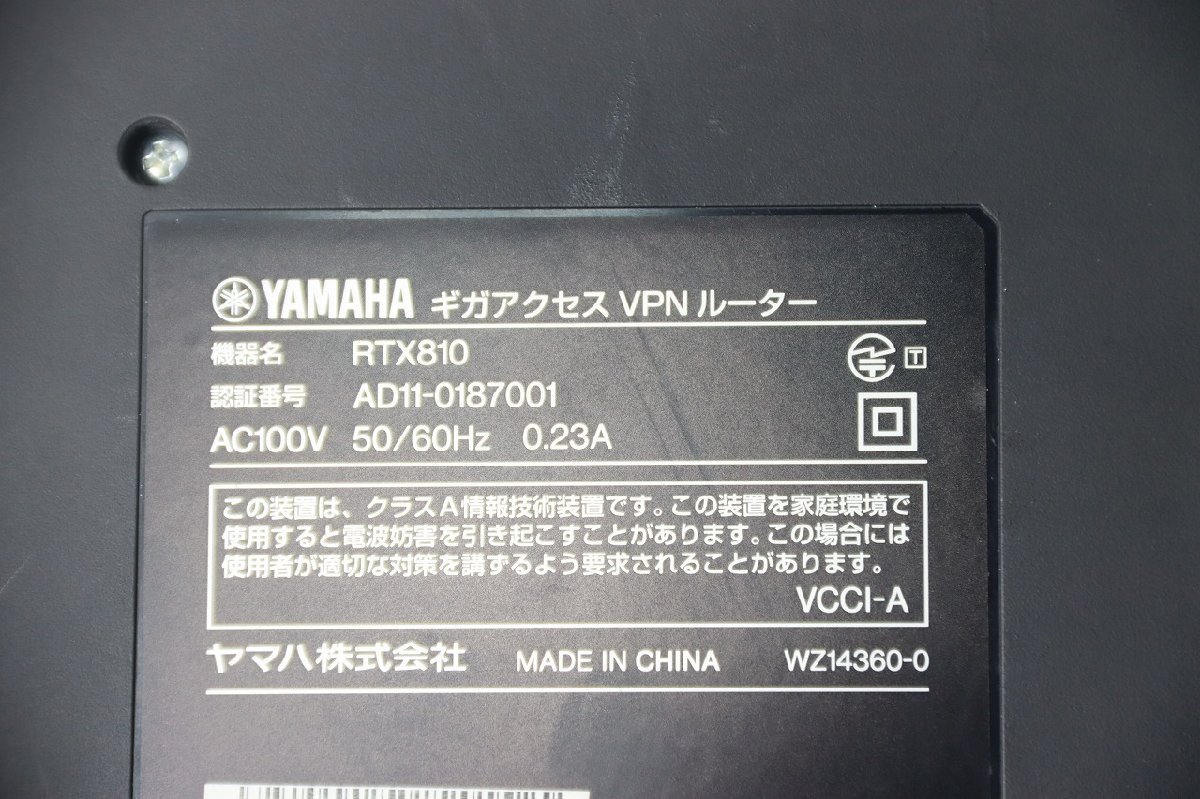 YAMAHA ギガアクセス VPN ルーター
機器名 RTX810
認証番号 AD11-0187001
T
AC100V 50/60Hz 0.23A
この装置は、クラスA情報技術装置です。この装置を家庭環境で
使用すると電波妨害を引き起こすことがあります。この場合には
使用者が適切な対策を講ずるよう要求されることがあります。
VCCI-A
ヤマハ株式会社 MADE IN CHINA WZ14360-0